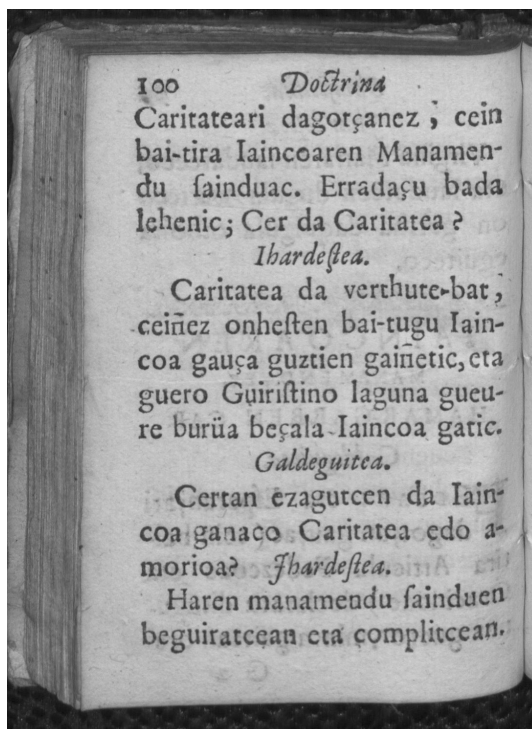 100 Doctrina
Caritateari dagotçanez ; cein
bai-tira Iaincoaren Manamen-
du ſainduac. Erradaçu bada
lehenic; Cer da Caritatea ?
Ihardeſtea.
Caritatea da verthute-bat ;
ceiñez onheſten bai-tugu Iain-
coa gauça guztien gaiñetic, eta
guero Guiriſtino laguna gueu-
re burüa beçala Iaincoa gatic.
Galdeguitea.
Certan ezagutcen da Iain-
coa ganaco Caritatea edo a-
morioa? Jhardeſtea.
Haren manamendu ſainduen
beguiratcean eta complitcean.